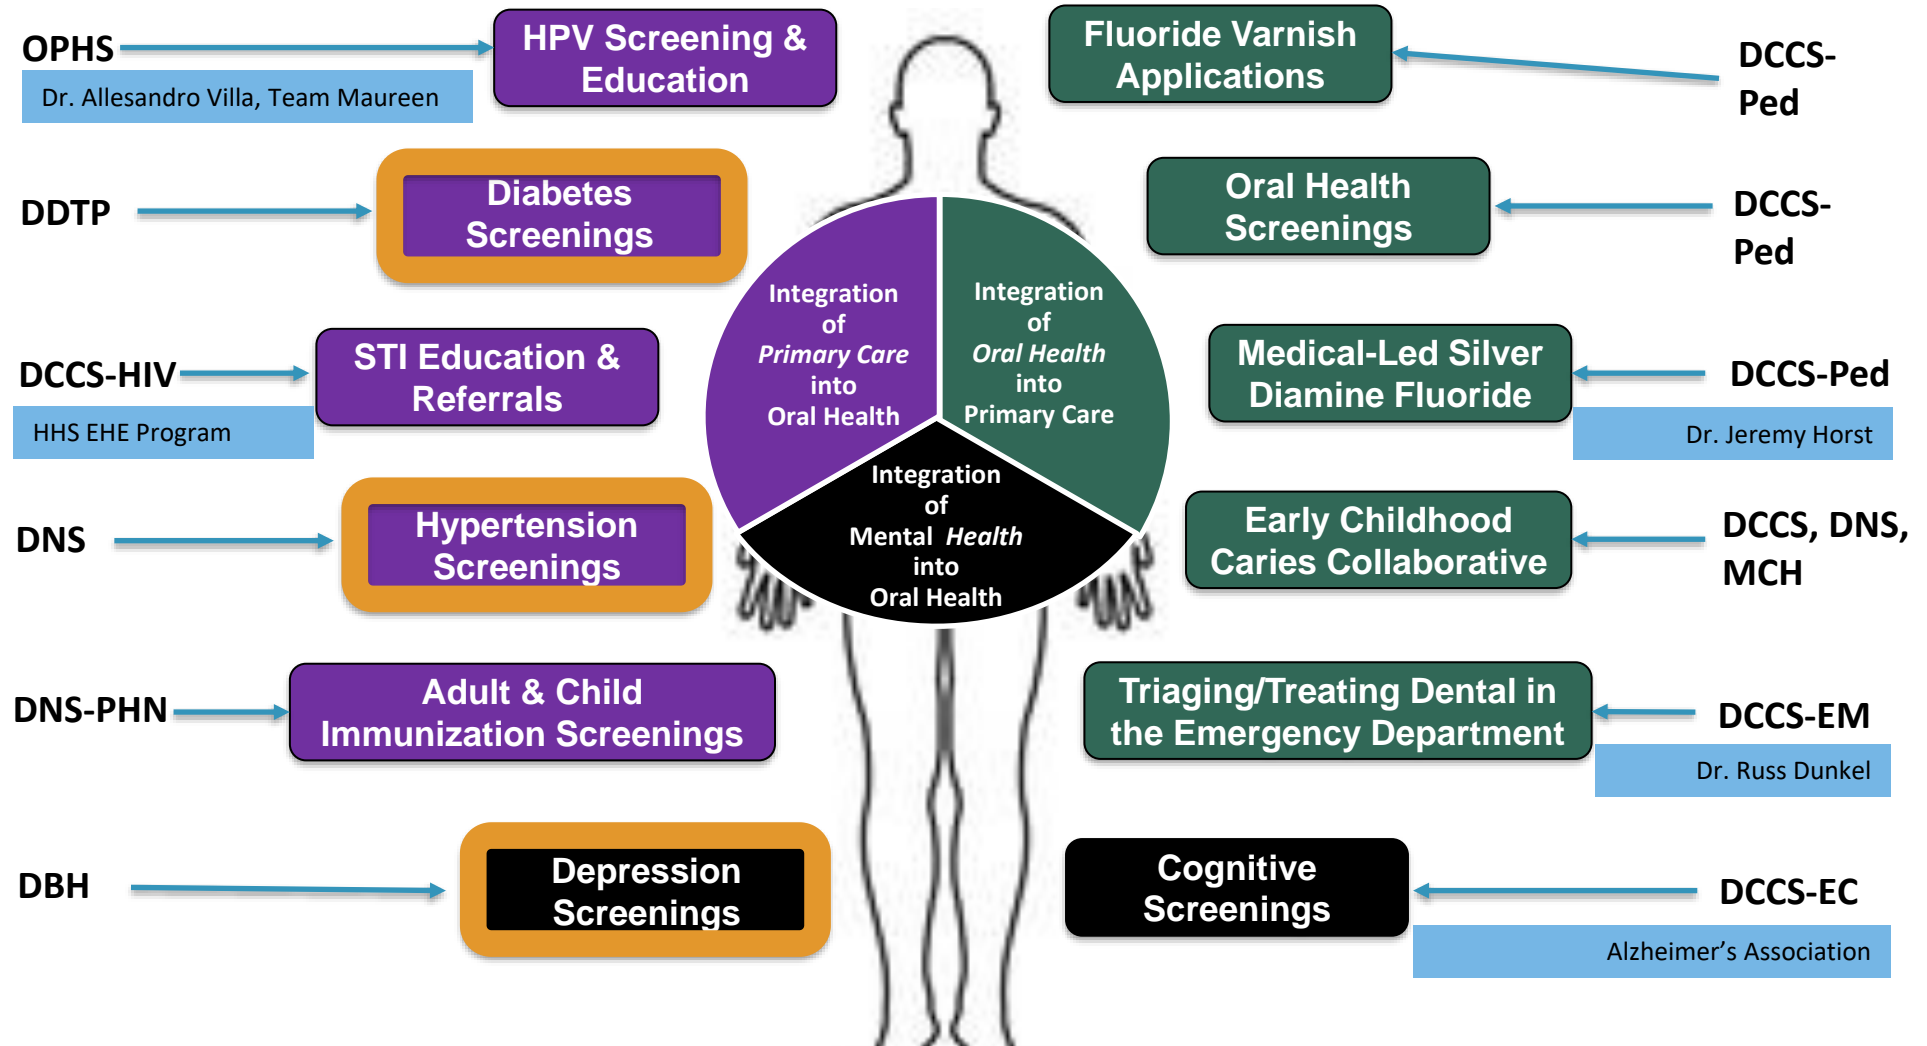 OPHS
Dr. Allesandro Villa, Team Maureen
HPV Screening &
Education
DDTP
Diabetes
Screenings
DCCS-HIV
HHS EHE Program
STI Education &
Referrals
DNS
Hypertension
Screenings
DNS-PHN
Adult & Child
Immunization Screenings
DBH
Depression
Screenings
Integration
of
Primary Care
into
Oral Health
Integration
of
Oral Health
into
Primary Care
Integration
of
Mental Health
into
Oral Health
Fluoride Varnish
Applications
DCCS-
Ped
Oral Health
Screenings
DCCS-
Ped
Medical-Led Silver
Diamine Fluoride
DCCS-Ped
Dr. Jeremy Horst
Early Childhood
Caries Collaborative
DCCS, DNS,
MCH
Triaging/Treating Dental in
the Emergency Department
DCCS-EM
Dr. Russ Dunkel
Cognitive
Screenings
DCCS-EC
Alzheimer’s Association